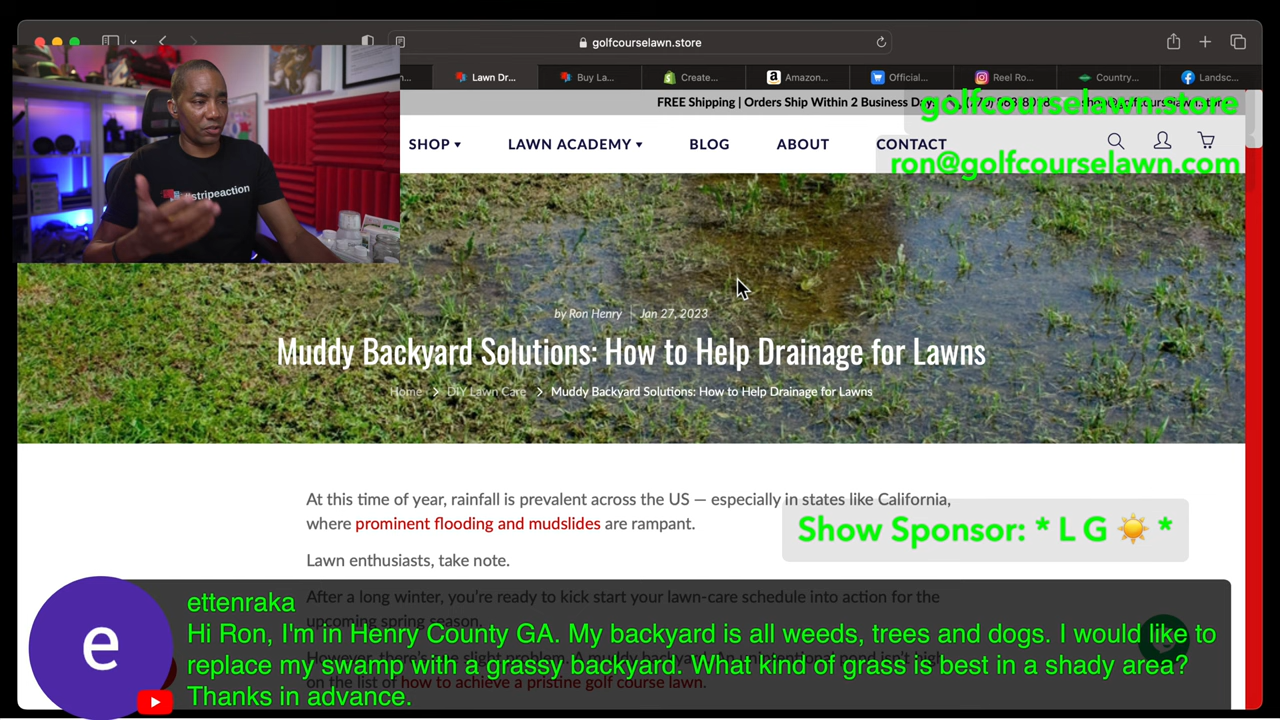 golfcourselawn.store
Lawn Dr...
Buy La...
Create...
Amazon...
Official...
Reel Ro...
Country...
Landsc...
FREE Shipping | Orders Ship Within 2 Business Days
golfcourselawn.store
SHOP
LAWN ACADEMY
BLOG
ABOUT
CONTACT
ron@golfcourselawn.com
#stripeaction
by Ron Henry | Jan 27, 2023
Muddy Backyard Solutions: How to Help Drainage for Lawns
Home > DIY Lawn Care > Muddy Backyard Solutions: How to Help Drainage for Lawns
At this time of year, rainfall is prevalent across the US — especially in states like California,
where prominent flooding and mudslides are rampant.
Show Sponsor: * L G ☀️ *
Lawn enthusiasts, take note.
After a long winter, you're ready to kick start your lawn-care schedule into action for the
upcoming spring season.
on the list of how to achieve a pristine golf course lawn.
e
ettenraka
Hi Ron, I'm in Henry County GA. My backyard is all weeds, trees and dogs. I would like to
replace my swamp with a grassy backyard. What kind of grass is best in a shady area?
Thanks in advance.